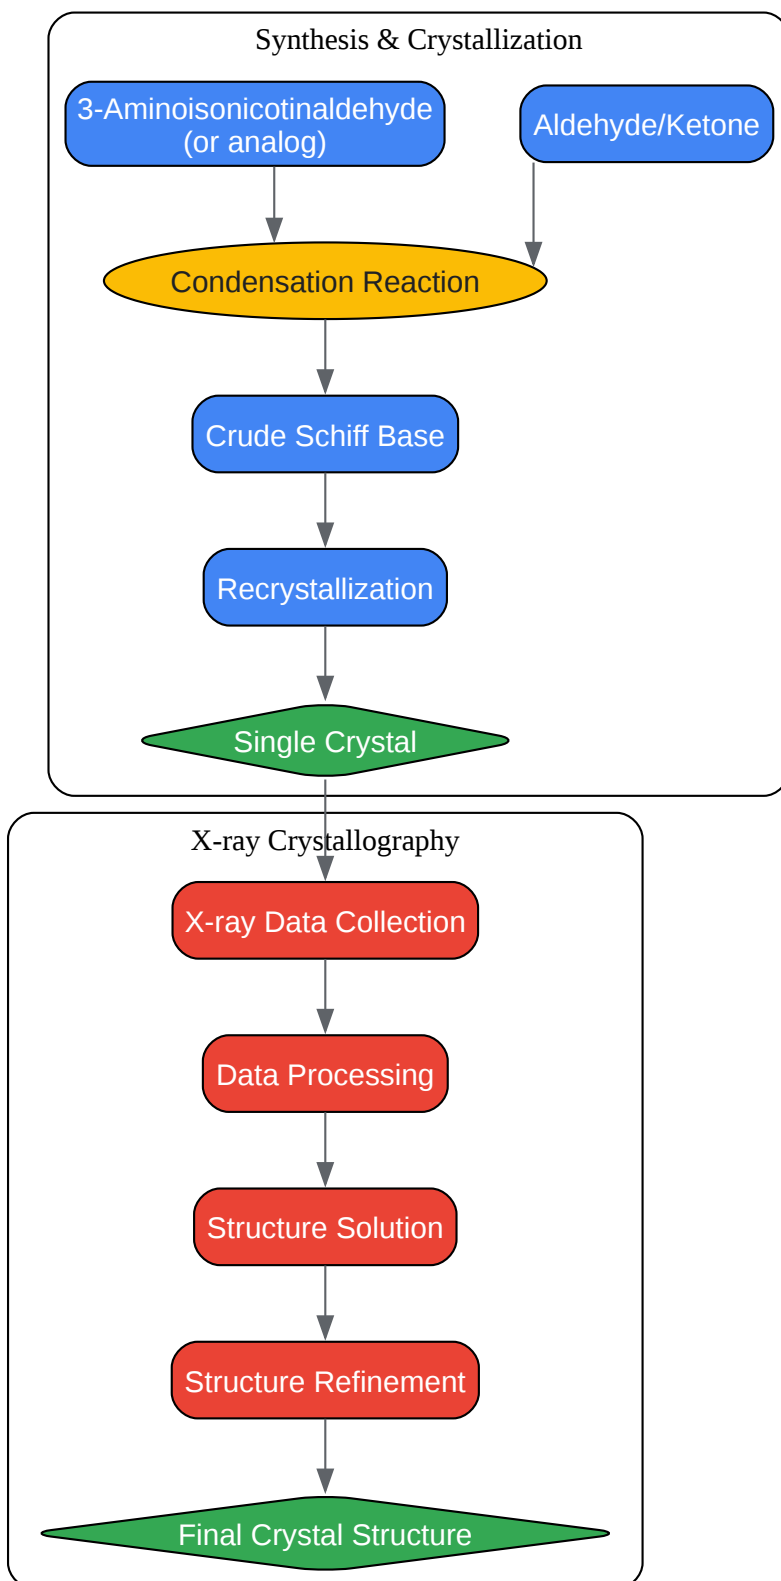 Synthesis & Crystallization
3-Aminoisonicotinaldehyde
(or analog)
Aldehyde/Ketone
Condensation Reaction
Crude Schiff Base
Recrystallization
Single Crystal
X-ray Crystallography
X-ray Data Collection
Data Processing
Structure Solution
Structure Refinement
Final Crystal Structure